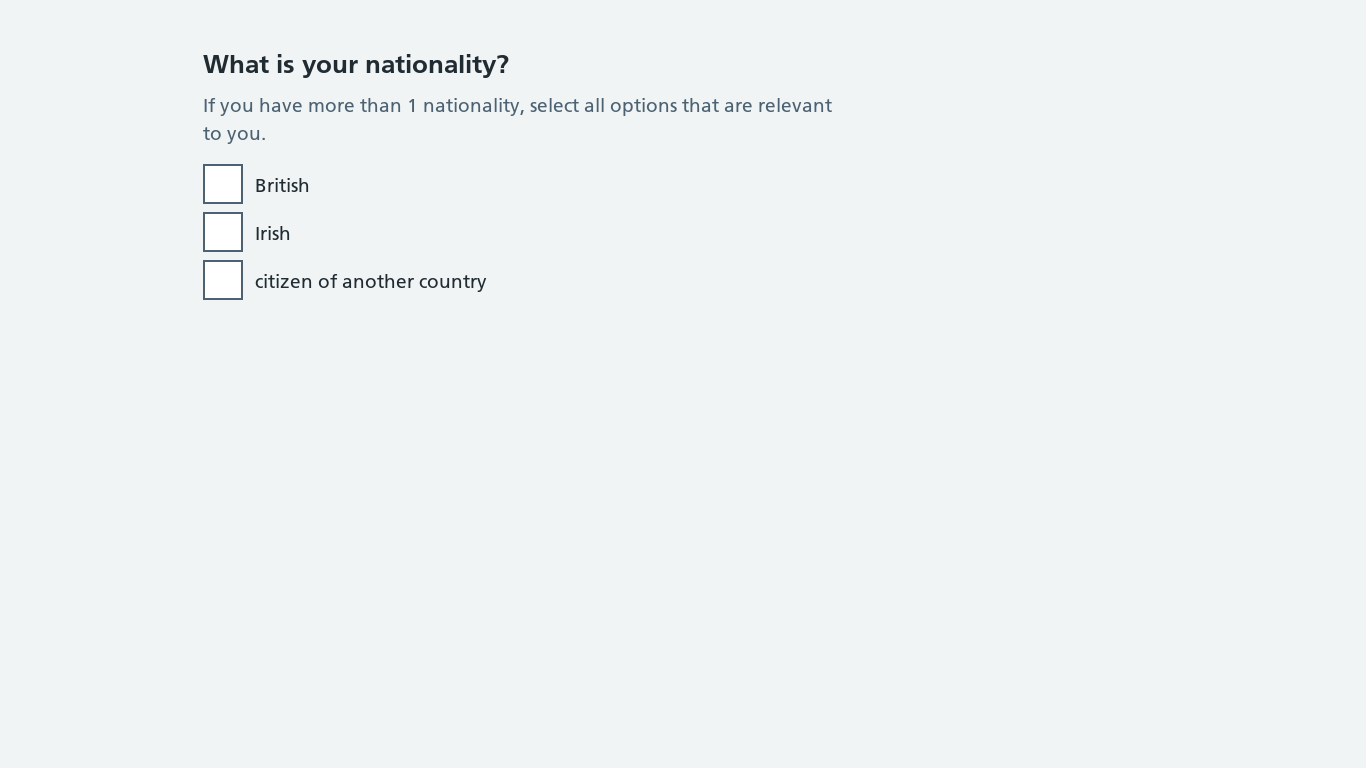 What is your nationality?
If you have more than 1 nationality, select all options that are relevant
to you.
British
Irish
citizen of another country